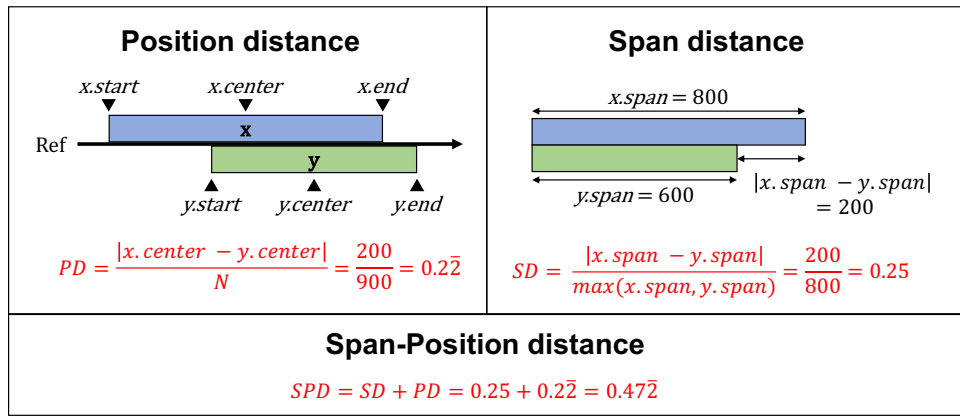 Position distance
x.start x.center x.end
x
Ref
y
y.start y.center y.end
PD = |x.center − y.center| / N = 200 / 900 = 0.22̅
Span distance
x.span = 800
y.span = 600
|x.span − y.span|
= 200
SD = |x.span − y.span| / max(x.span, y.span) = 200 / 800 = 0.25
Span-Position distance
SPD = SD + PD = 0.25 + 0.22̅ = 0.472̅